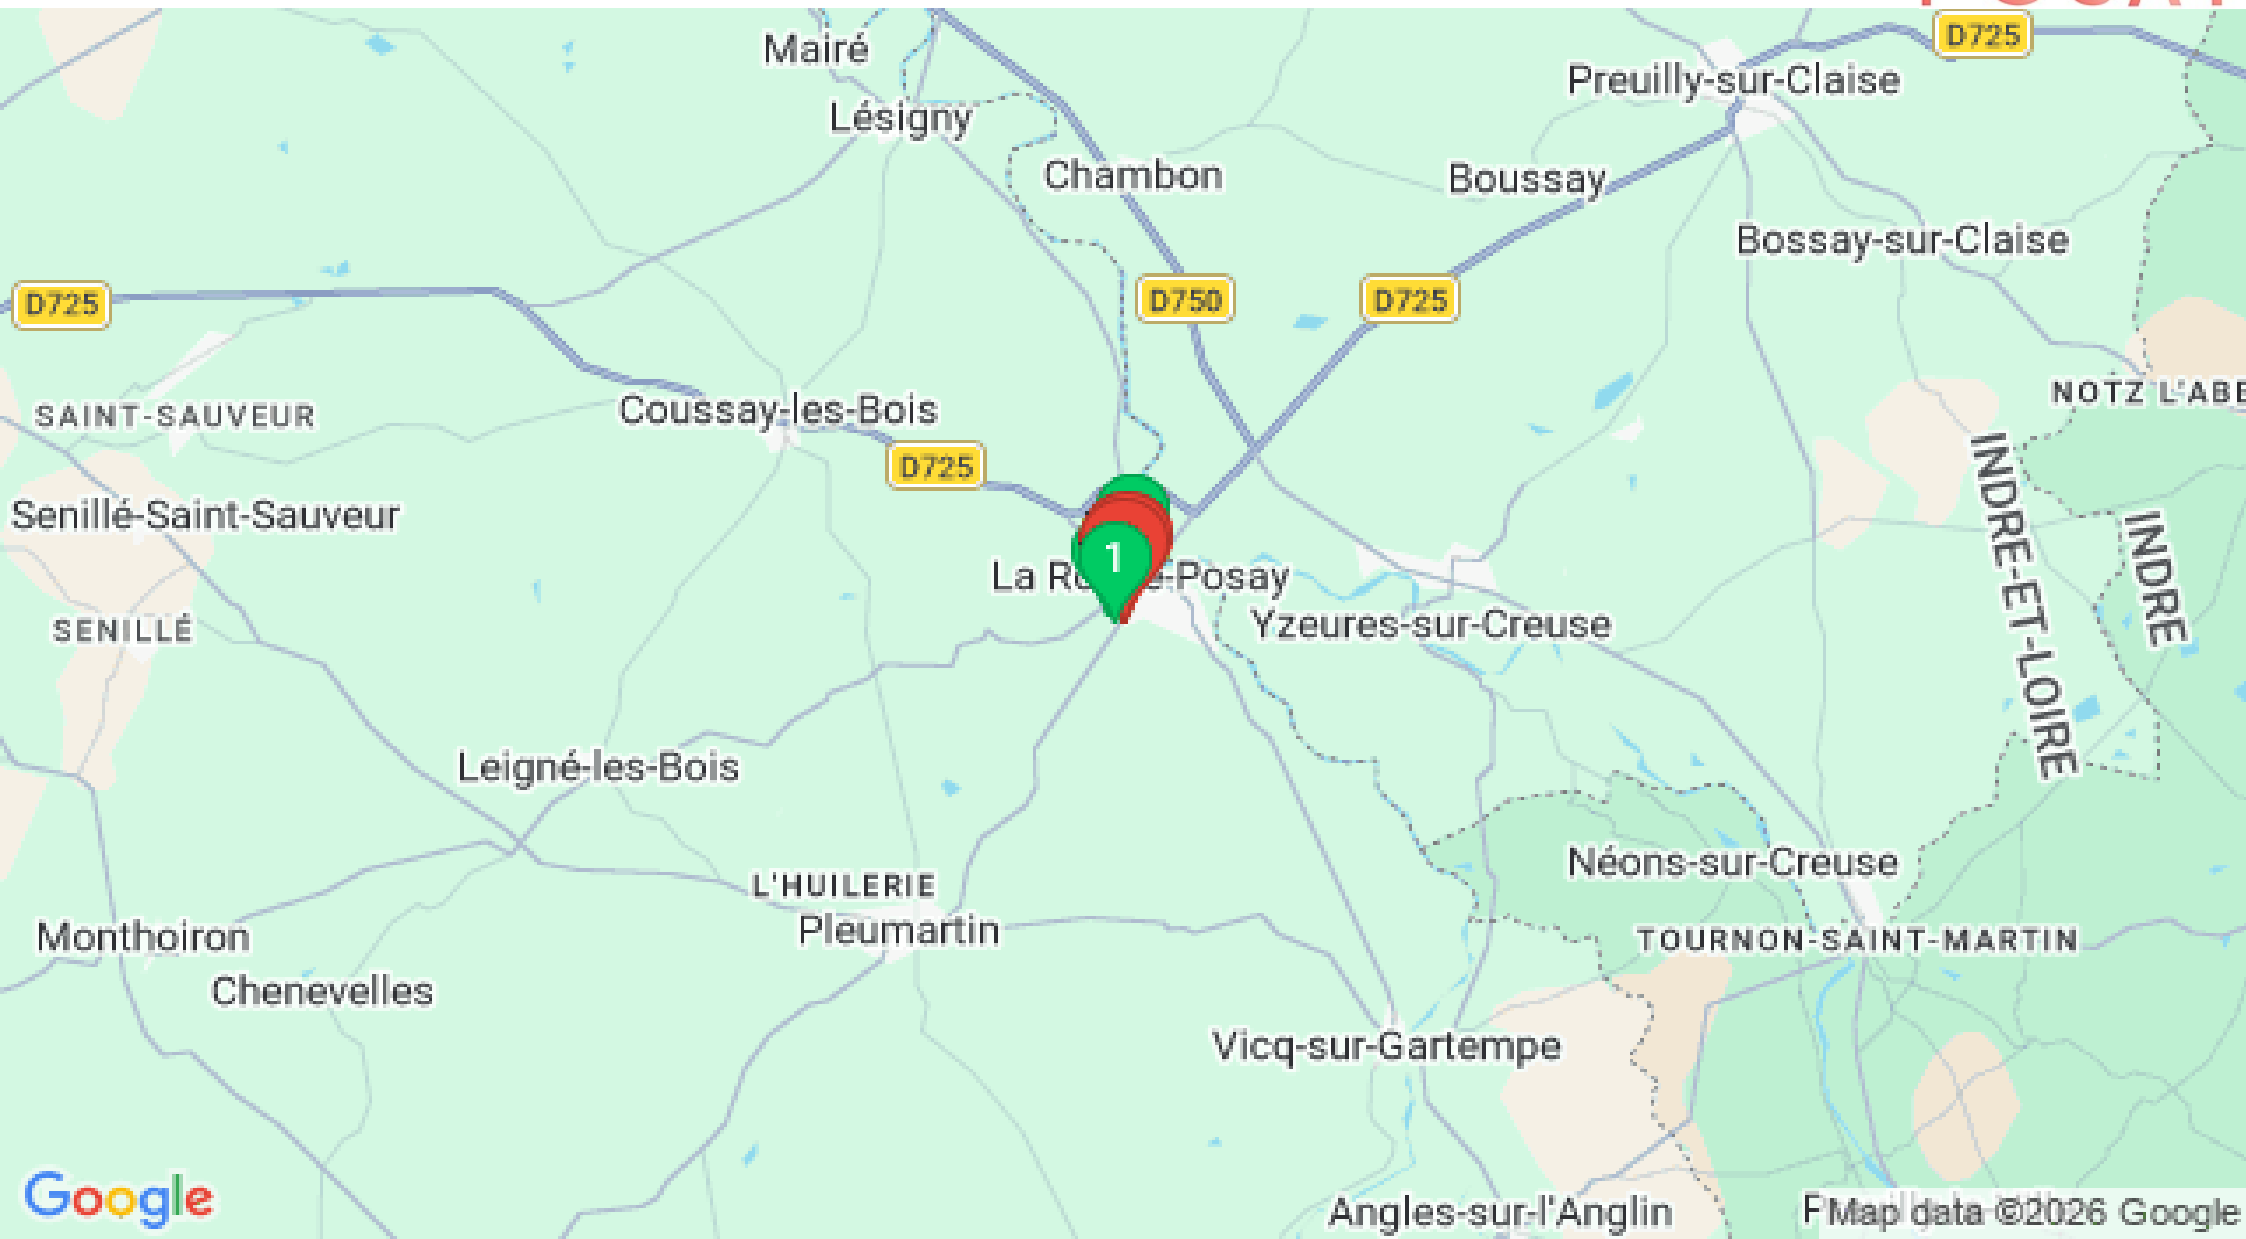 D725
Mairé
Preuilly-sur-Claise
Lésigny
Chambon
Boussay
Bossay-sur-Claise
D725
D750
D725
NOTZ L'ABE
SAINT-SAUVEUR
Coussay-les-Bois
D725
Senillé-Saint-Sauveur
INDRE-ET-LOIRE
INDRE
1
La Ro e-Posay
Yzeures-sur-Creuse
SENILLÉ
Leigné-les-Bois
Néons-sur-Creuse
L'HUILERIE
Pleumartin
Monthoiron
TOURNON-SAINT-MARTIN
Chenevelles
Vicq-sur-Gartempe
Angles-sur-l'Anglin
Google
Map data ©2026 Google